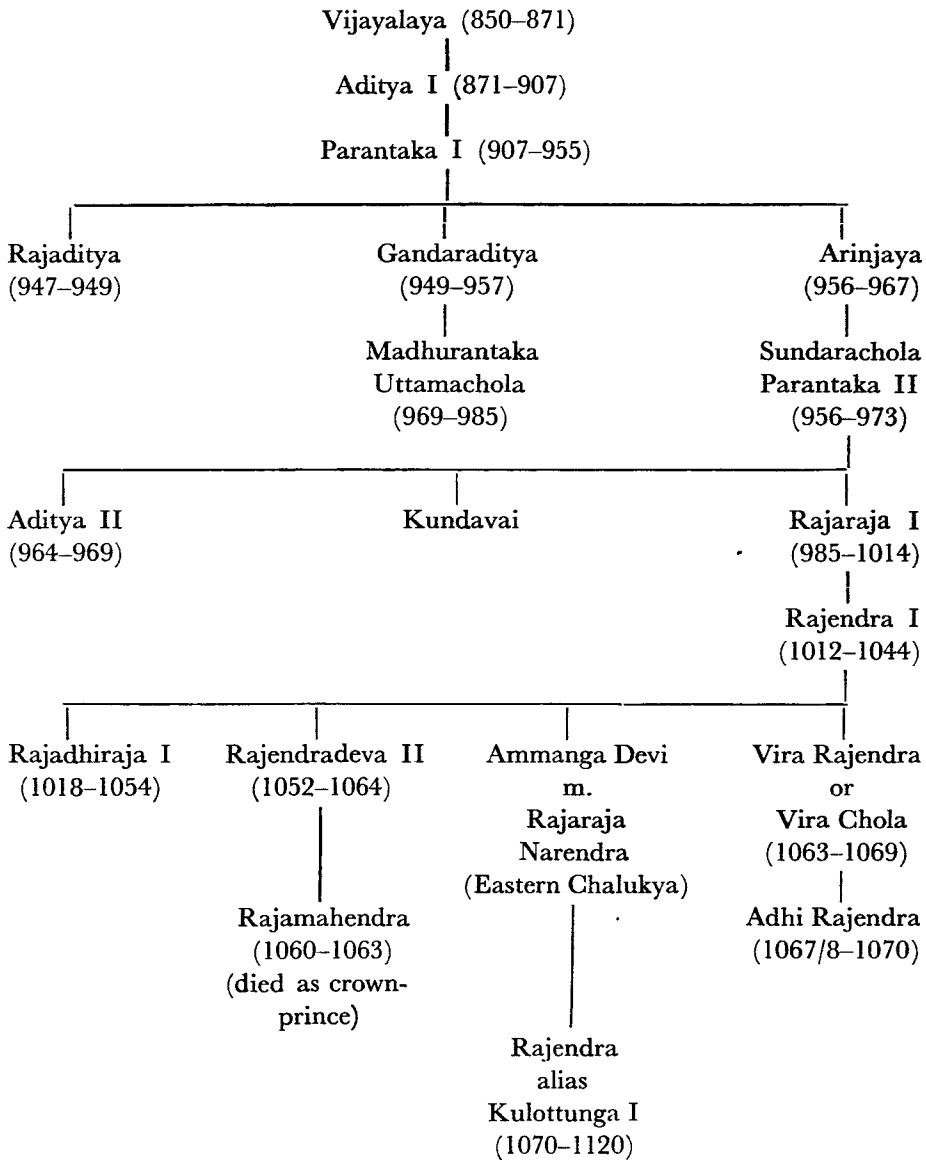 Vijayalaya (850–871)
Aditya I (871–907)
Parantaka I (907–955)
Rajaditya
(947–949)
Gandaraditya
(949–957)
Arinjaya
(956–967)
Madhurantaka
Uttamachola
(969–985)
Sundarachola
Parantaka II
(956–973)
Aditya II
(964–969)
Kundavai
Rajaraja I
(985–1014)
Rajendra I
(1012–1044)
Rajadhiraja I
(1018–1054)
Rajendradeva II
(1052–1064)
Ammanga Devi
m.
Rajaraja
Narendra
(Eastern Chalukya)
Vira Rajendra
or
Vira Chola
(1063–1069)
Rajamahendra
(1060–1063)
(died as crown-
prince)
Adhi Rajendra
(1067/8–1070)
Rajendra
alias
Kulottunga I
(1070–1120)